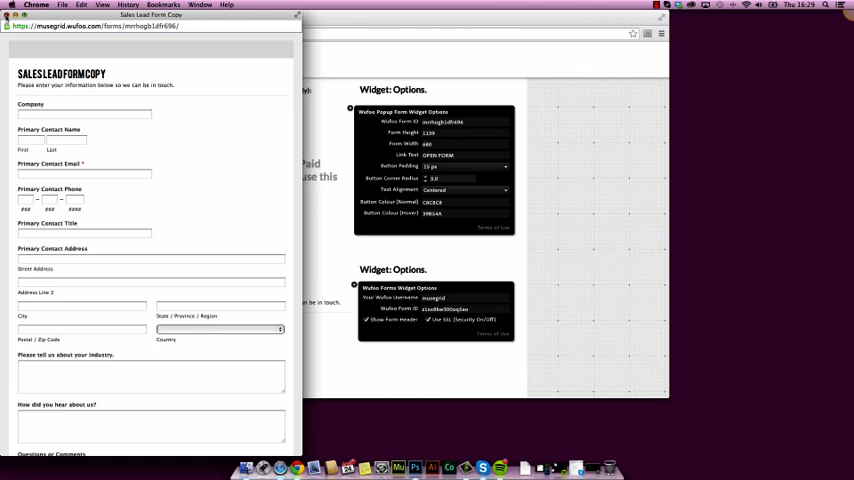 File Edit View History Bookmarks Window Help
Thu 16:29
Sales Lead Form Copy
https://musegrid.wufoo.com/forms/mrrhogb1dfr696/
SALES LEAD FORM COPY
Please enter your information below so we can be in touch.
Company
Primary Contact Name
First Last
Primary Contact Email *
Primary Contact Phone
- -
### ### ####
Primary Contact Title
Primary Contact Address
Street Address
Address Line 2
City State / Province / Region
Postal / Zip Code Country
Please tell us about your industry.
How did you hear about us?
Questions or Comments
Paid
use this
Widget: Options.
Wufoo Popup Form Widget Options
Wufoo Form ID mrrhogb1dfr696
Form Height 1139
Form Width 680
Link Text OPEN FORM
Button Padding 15 px
Button Corner Radius 5.0
Text Alignment Centered
Button Colour (Normal) C8C8C8
Button Colour (Hover) 39B54A
Terms of Use
Widget: Options.
be in touch.
Wufoo Forms Widget Options
Your Wufoo Username musegrid
Wufoo Form ID
Show Form Header Use SSL (Security On/Off)
Terms of Use
24 Mu Ps Ai Co